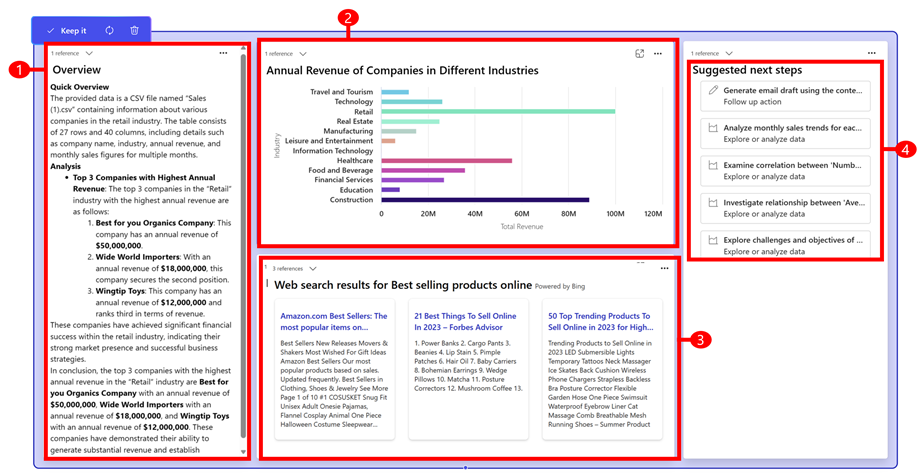 Keep it
1 reference
Overview
Quick Overview
The provided data is a CSV file named "Sales
(1).csv" containing information about various
companies in the retail industry. The table consists
of 27 rows and 40 columns, including details such
as company name, industry, annual revenue, and
monthly sales figures for multiple months.
Analysis
• Top 3 Companies with Highest Annual
Revenue: The top 3 companies in the "Retail"
industry with the highest annual revenue are
as follows:
1. Best for you Organics Company: This
company has an annual revenue of
$50,000,000.
2. Wide World Importers: With an
annual revenue of $18,000,000, this
company secures the second position.
3. Wingtip Toys: This company has an
annual revenue of $12,000,000 and
ranks third in terms of revenue.
These companies have achieved significant financial
success within the retail industry, indicating their
strong market presence and successful business
strategies.
In conclusion, the top 3 companies with the highest
annual revenue in the "Retail" industry are Best for
you Organics Company with an annual revenue of
$50,000,000, Wide World Importers with an
annual revenue of $18,000,000, and Wingtip Toys
with an annual revenue of $12,000,000. These
companies have demonstrated their ability to
generate substantial revenue and establish
1
2
1 reference
Annual Revenue of Companies in Different Industries
Industry
Travel and Tourism
Technology
Retail
Real Estate
Manufacturing
Leisure and Entertainment
Information Technology
Healthcare
Food and Beverage
Financial Services
Education
Construction
0 20M 40M 60M 80M 100M 120M
Total Revenue
1 3 references
Web search results for Best selling products online Powered by Bing
Amazon.com Best Sellers: The
most popular items on...
Best Sellers New Releases Movers &
Shakers Most Wished For Gift Ideas
Amazon Best Sellers Our most
popular products based on sales.
Updated frequently. Best Sellers in
Clothing, Shoes & Jewelry See More
Page 1 of 10 #1 COSUSKET Snug Fit
Unisex Adult Onesie Pajamas,
Flannel Cosplay Animal One Piece
Halloween Costume Sleepwear...
21 Best Things To Sell Online
In 2023 – Forbes Advisor
1. Power Banks 2. Cargo Pants 3.
Beanies 4. Lip Stain 5. Pimple
Patches 6. Hair Oil 7. Baby Carriers
8. Bohemian Earrings 9. Wedge
Pillows 10. Matcha 11. Posture
Correctors 12. Mushroom Coffee 13.
50 Top Trending Products To
Sell Online in 2023 for High...
Trending Products to Sell Online in
2023 LED Submersible Lights
Temporary Tattoos Neck Massager
Ice Skates Back Cushion Wireless
Phone Chargers Strapless Backless
Bra Posture Corrector Flexible
Garden Hose One Piece Swimsuit
Waterproof Eyebrow Liner Cat
Massage Comb Breathable Mesh
Running Shoes – Summer Product
3
1 reference
Suggested next steps
Generate email draft using the conte...
Follow up action
Analyze monthly sales trends for eac...
Explore or analyze data
Examine correlation between 'Numb...
Explore or analyze data
Investigate relationship between 'Ave...
Explore or analyze data
Explore challenges and objectives of ...
Explore or analyze data
4